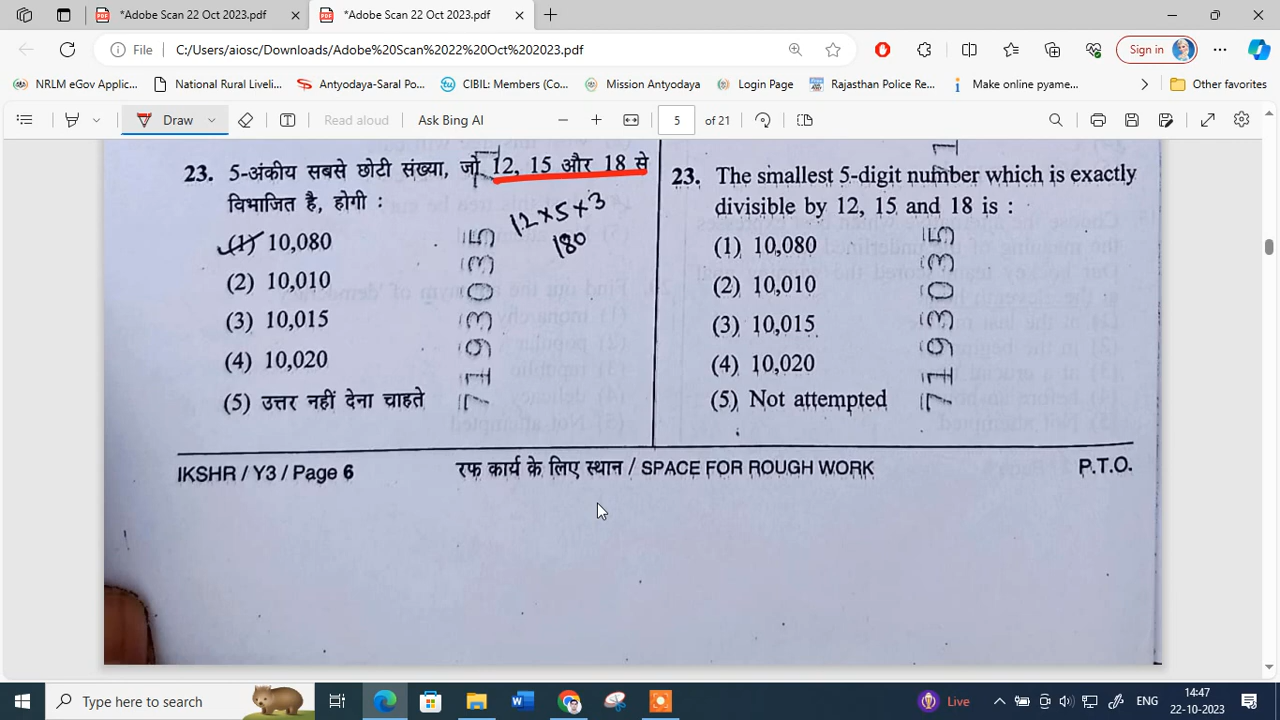 *Adobe Scan 22 Oct 2023.pdf
*Adobe Scan 22 Oct 2023.pdf
File
C:/Users/aiosc/Downloads/Adobe%20Scan%2022%20Oct%202023.pdf
Sign in
NRLM eGov Applic...
National Rural Liveli...
Antyodaya-Saral Po...
CIBIL: Members (Co...
Mission Antyodaya
Login Page
Rajasthan Police Re...
Make online pyame...
Other favorites
Draw
Read aloud
Ask Bing AI
5
of 21
23. 5-अंकीय सबसे छोटी संख्या, जो 12, 15 और 18 से
विभाजित है, होगी :
12×5×3
180
(1) 10,080
(2) 10,010
(3) 10,015
(4) 10,020
(5) उत्तर नहीं देना चाहते
23. The smallest 5-digit number which is exactly
divisible by 12, 15 and 18 is :
(1) 10,080
(2) 10,010
(3) 10,015
(4) 10,020
(5) Not attempted
IKSHR / Y3 / Page 6
रफ कार्य के लिए स्थान / SPACE FOR ROUGH WORK
P.T.O.
Type here to search
Live
ENG
14:47
22-10-2023